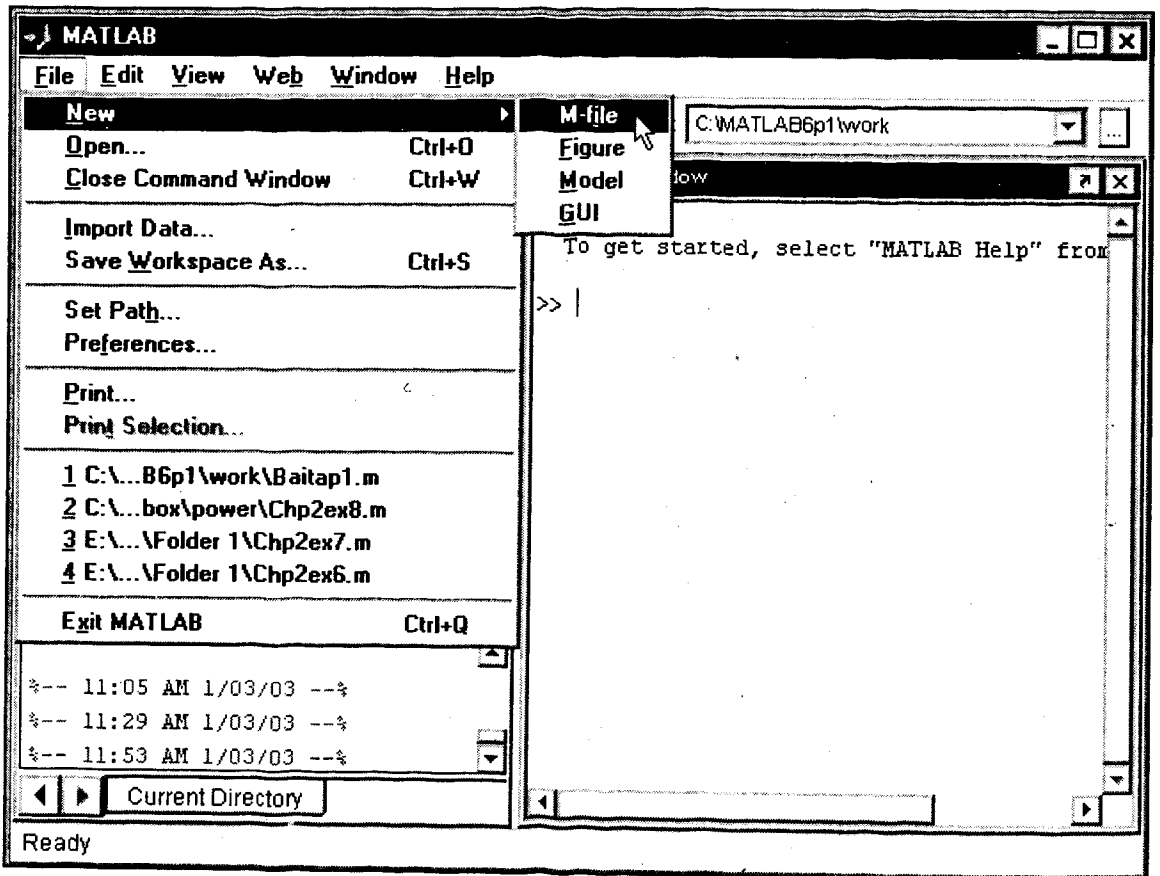 MATLAB
File Edit View Web Window Help
New
Open... Ctrl+O
Close Command Window Ctrl+W
Import Data...
Save Workspace As... Ctrl+S
Set Path...
Preferences...
Print...
Print Selection...
1 C:\...B6p1\work\Baitap1.m
2 C:\...box\power\Chp2ex8.m
3 E:\...\Folder 1\Chp2ex7.m
4 E:\...\Folder 1\Chp2ex6.m
Exit MATLAB Ctrl+Q
M-file
Figure
Model
GUI
C:\MATLAB6p1\work
...
dow
To get started, select "MATLAB Help" from
>>
%-- 11:05 AM 1/03/03 --%
%-- 11:29 AM 1/03/03 --%
%-- 11:53 AM 1/03/03 --%
Current Directory
Ready